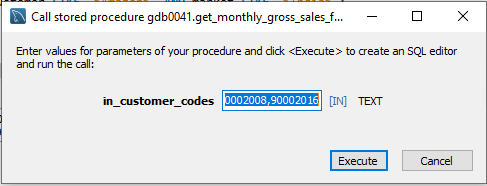 Call stored procedure gdb0041.get_monthly_gross_sales_f...
Enter values for parameters of your procedure and click <Execute> to create an SQL editor
and run the call:
in_customer_codes 0002008,90002016 [IN] TEXT
Execute Cancel